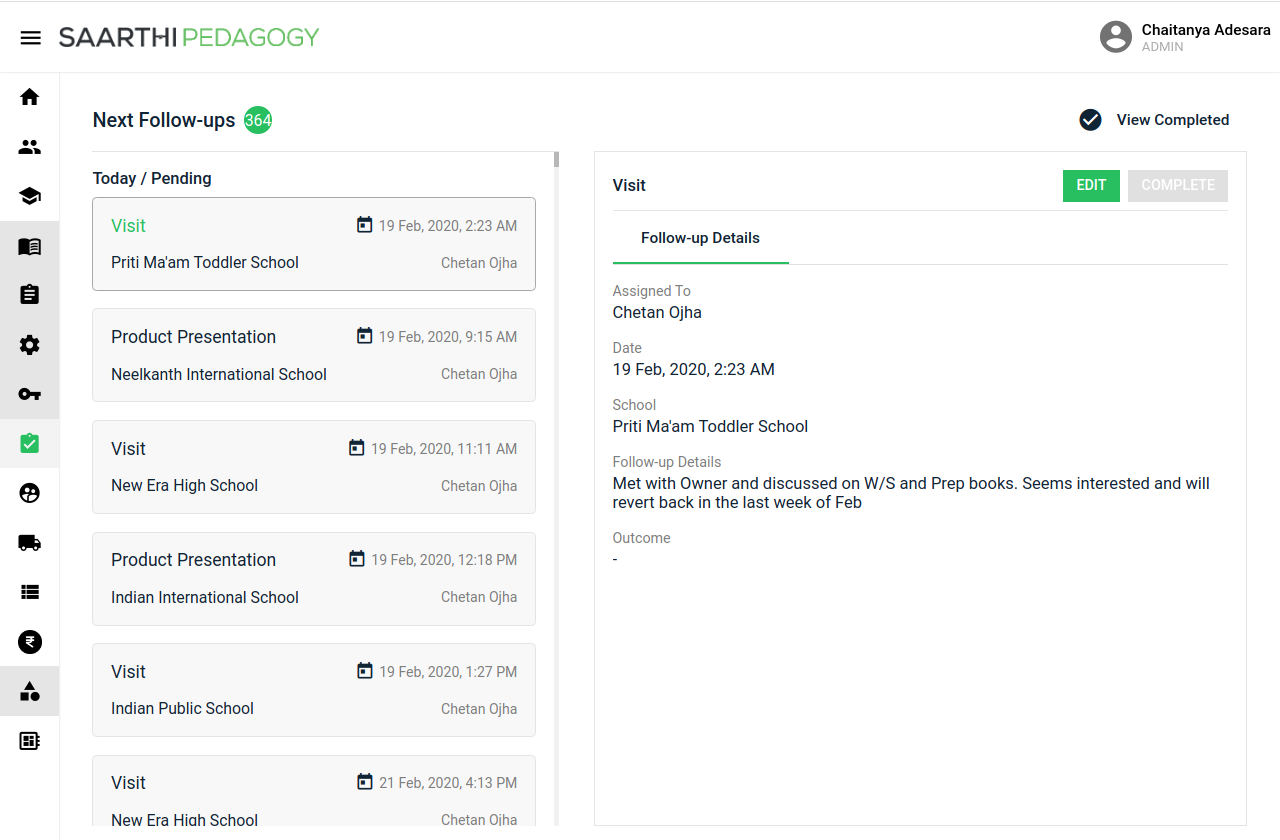 SAARTHI PEDAGOGY
Chaitanya Adesara
ADMIN
Next Follow-ups 364
View Completed
Today / Pending
Visit 19 Feb, 2020, 2:23 AM
Priti Ma'am Toddler School Chetan Ojha
Product Presentation 19 Feb, 2020, 9:15 AM
Neelkanth International School Chetan Ojha
Visit 19 Feb, 2020, 11:11 AM
New Era High School Chetan Ojha
Product Presentation 19 Feb, 2020, 12:18 PM
Indian International School Chetan Ojha
Visit 19 Feb, 2020, 1:27 PM
Indian Public School Chetan Ojha
Visit 21 Feb, 2020, 4:13 PM
New Era High School Chetan Ojha
Visit EDIT COMPLETE
Follow-up Details
Assigned To
Chetan Ojha
Date
19 Feb, 2020, 2:23 AM
School
Priti Ma'am Toddler School
Follow-up Details
Met with Owner and discussed on W/S and Prep books. Seems interested and will
revert back in the last week of Feb
Outcome
-